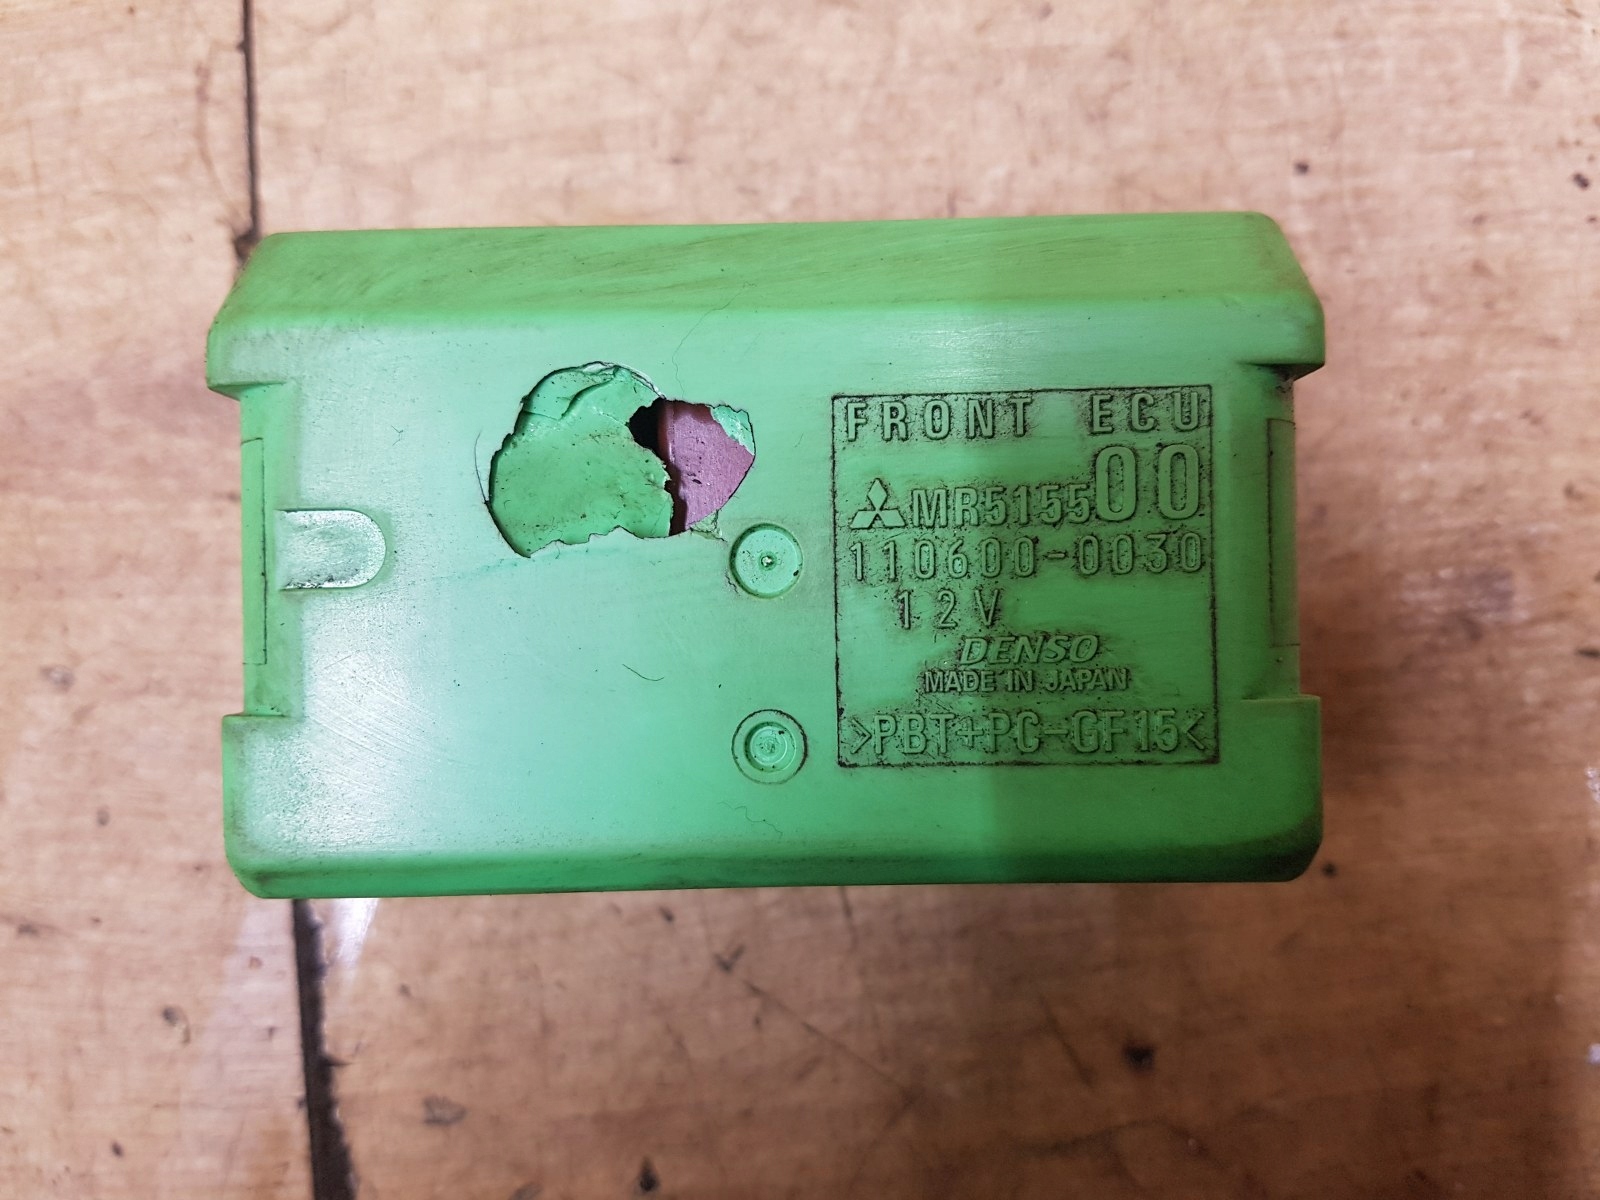 FRONT ECU
MR515500
110600-0030
12V
DENSO
MADE IN JAPAN
>PBT+PC-GF15<